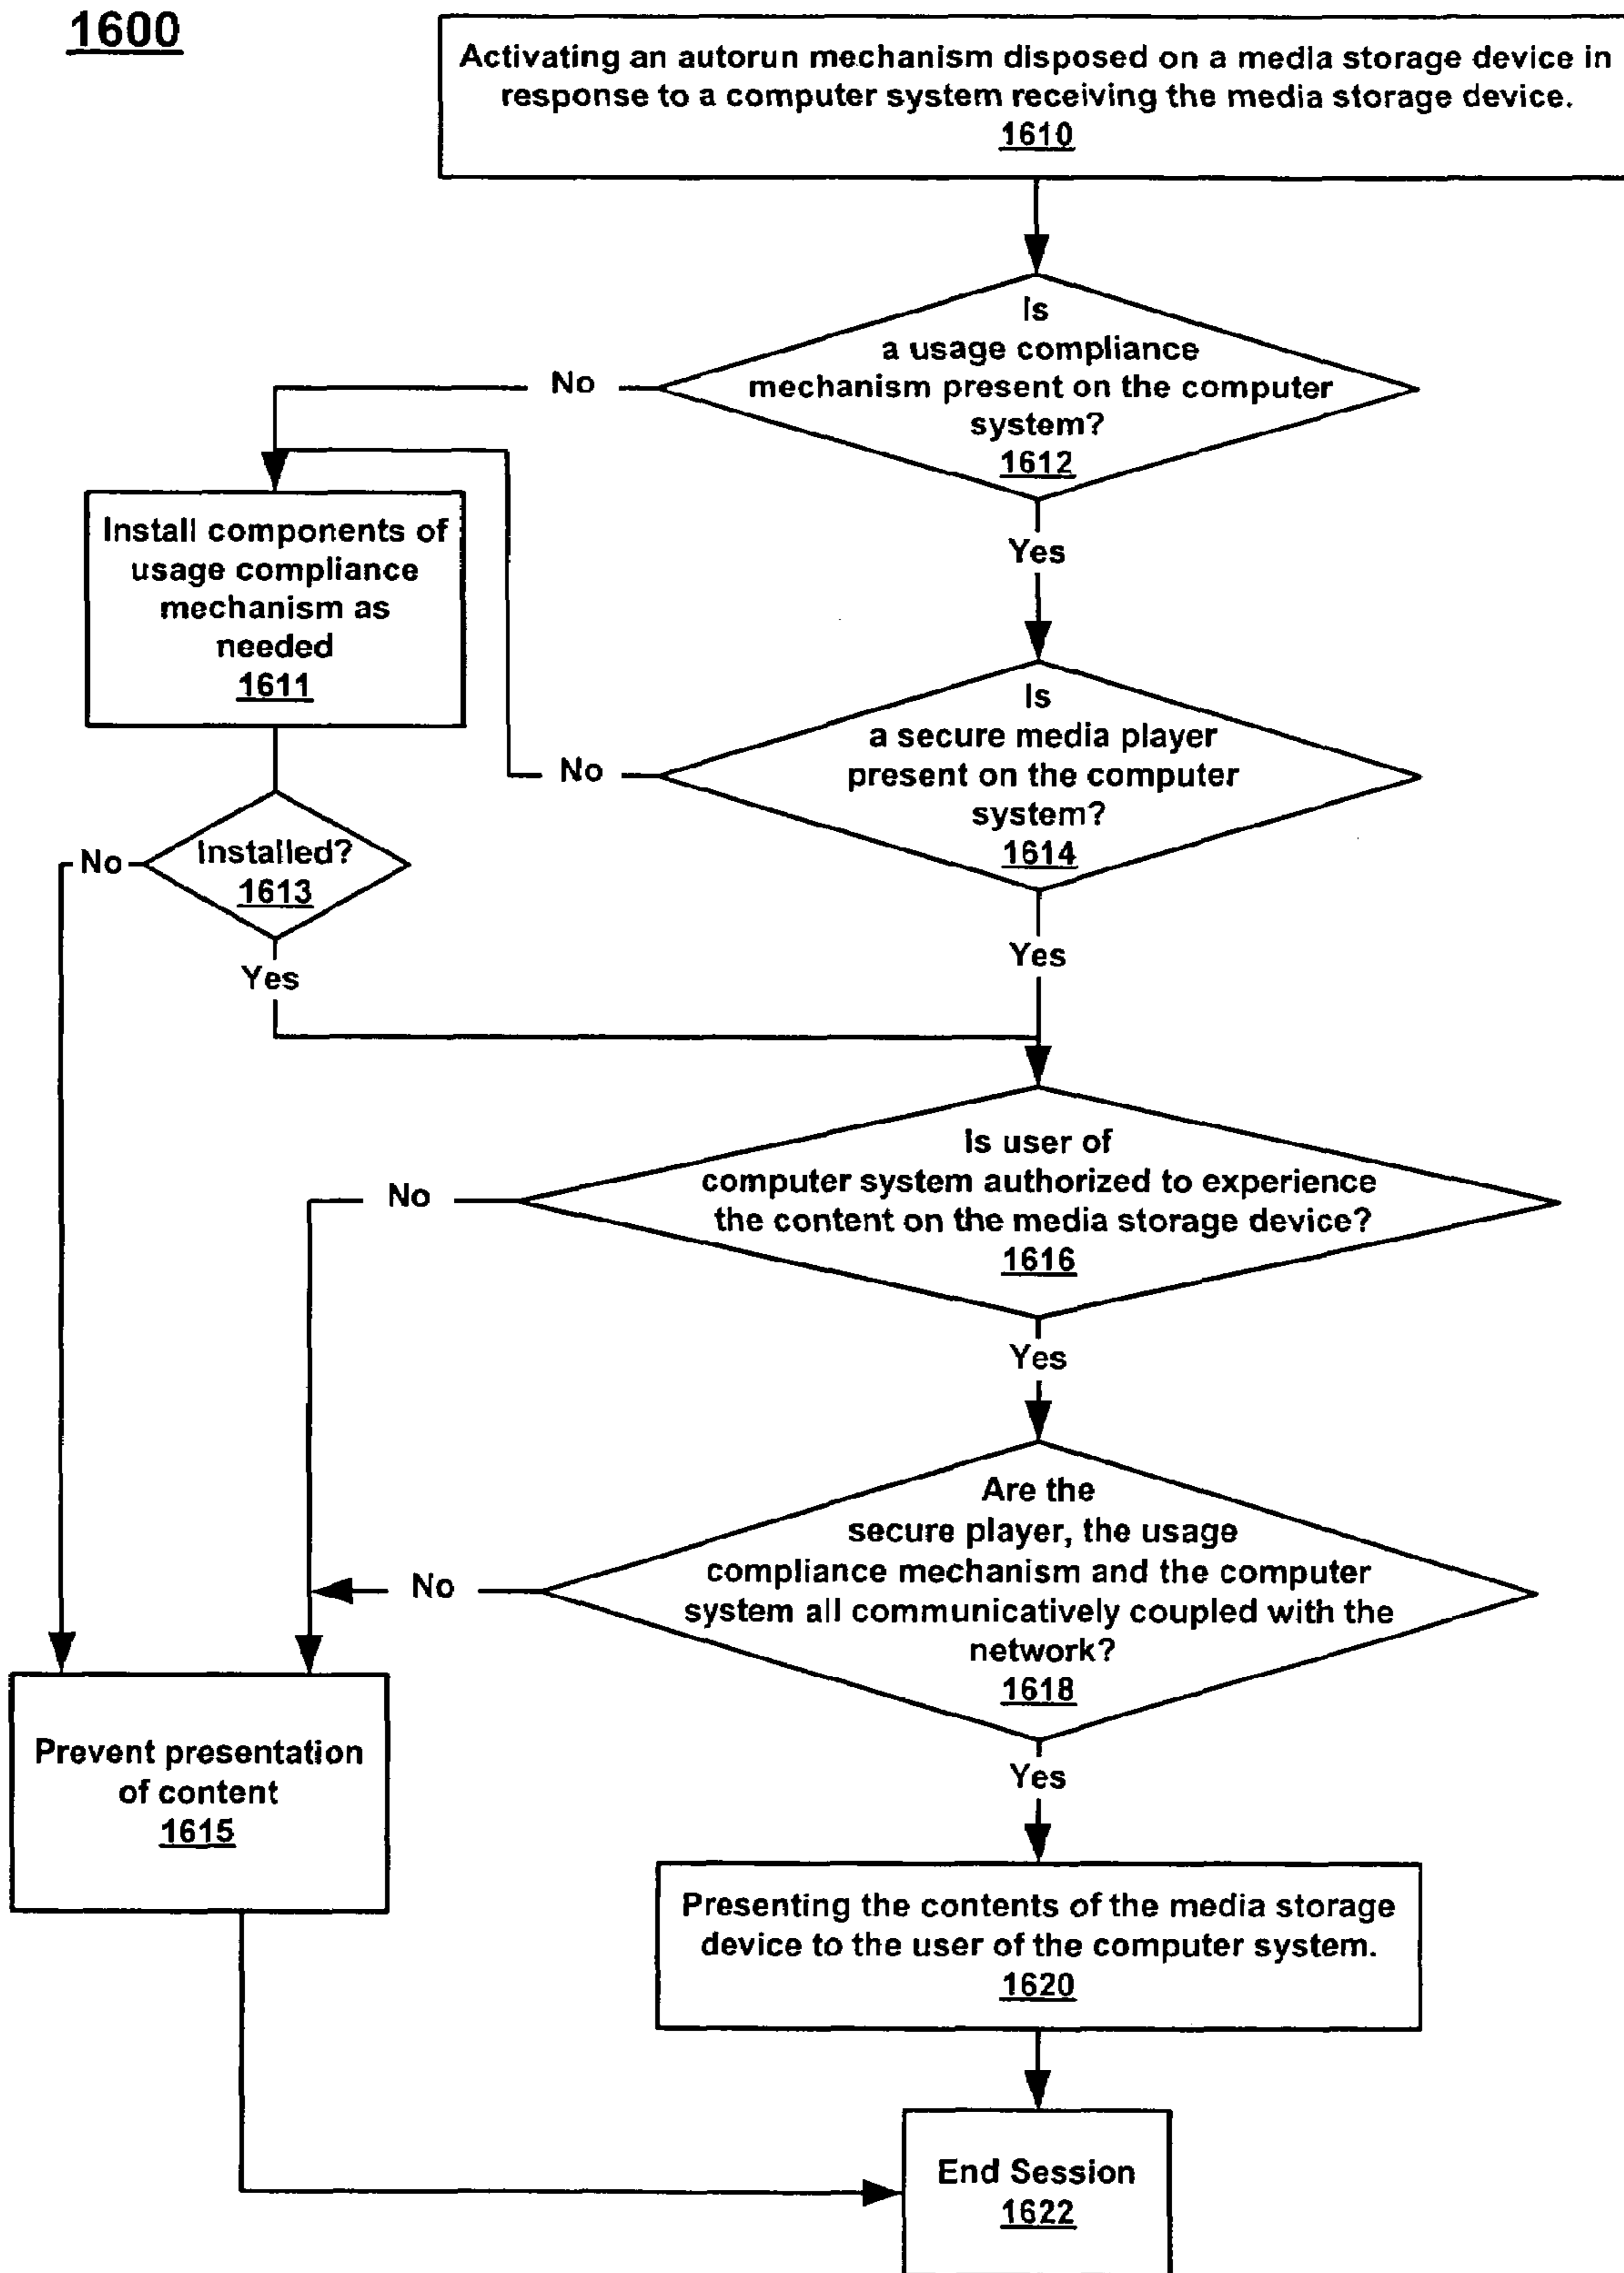 1600
Activating an autorun mechanism disposed on a media storage device in
response to a computer system receiving the media storage device.
1610
Is
a usage compliance
mechanism present on the computer
system?
1612
No
Yes
Install components of
usage compliance
mechanism as
needed
1611
Is
a secure media player
present on the computer
system?
1614
No
Yes
Installed?
1613
No
Yes
Is user of
computer system authorized to experience
the content on the media storage device?
1616
No
Yes
Are the
secure player, the usage
compliance mechanism and the computer
system all communicatively coupled with the
network?
1618
No
Yes
Prevent presentation
of content
1615
Presenting the contents of the media storage
device to the user of the computer system.
1620
End Session
1622